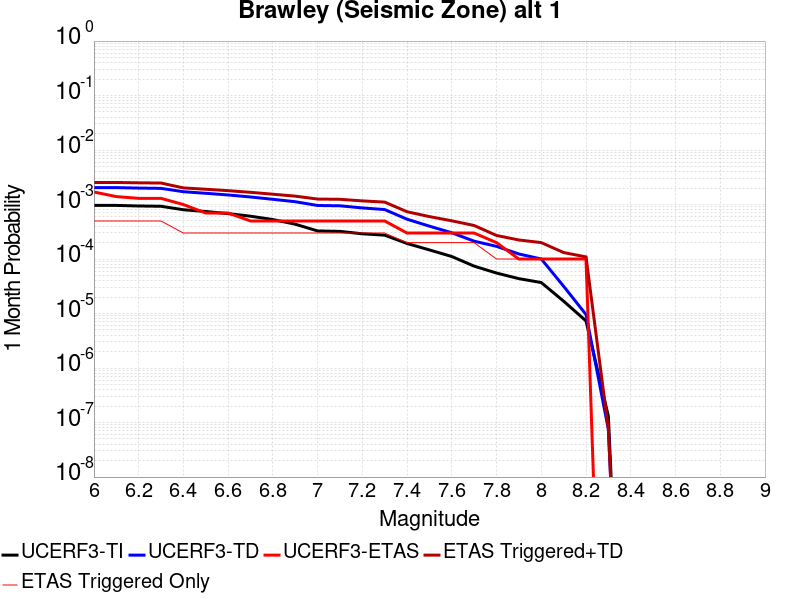 Brawley (Seismic Zone) alt 1
10 0
10 -1
10 -2
10 -3
10 -4
10 -5
10 -6
10 -7
10 -8
1 Month Probability
6 6.2 6.4 6.6 6.8 7 7.2 7.4 7.6 7.8 8 8.2 8.4 8.6 8.8 9
Magnitude
UCERF3-TI UCERF3-TD UCERF3-ETAS ETAS Triggered+TD
ETAS Triggered Only